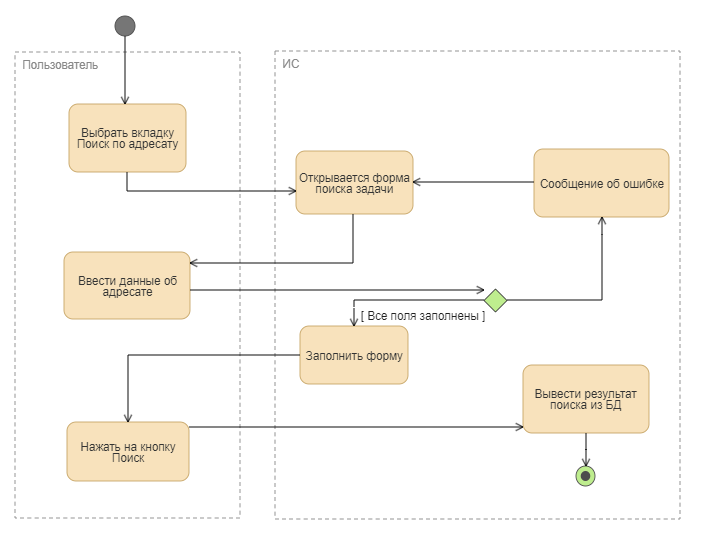 Пользователь
ИС
Выбрать вкладку
Поиск по адресату
Открывается форма
поиска задачи
Сообщение об ошибке
Ввести данные об
адресате
[ Все поля заполнены ]
Заполнить форму
Вывести результат
поиска из БД
Нажать на кнопку
Поиск